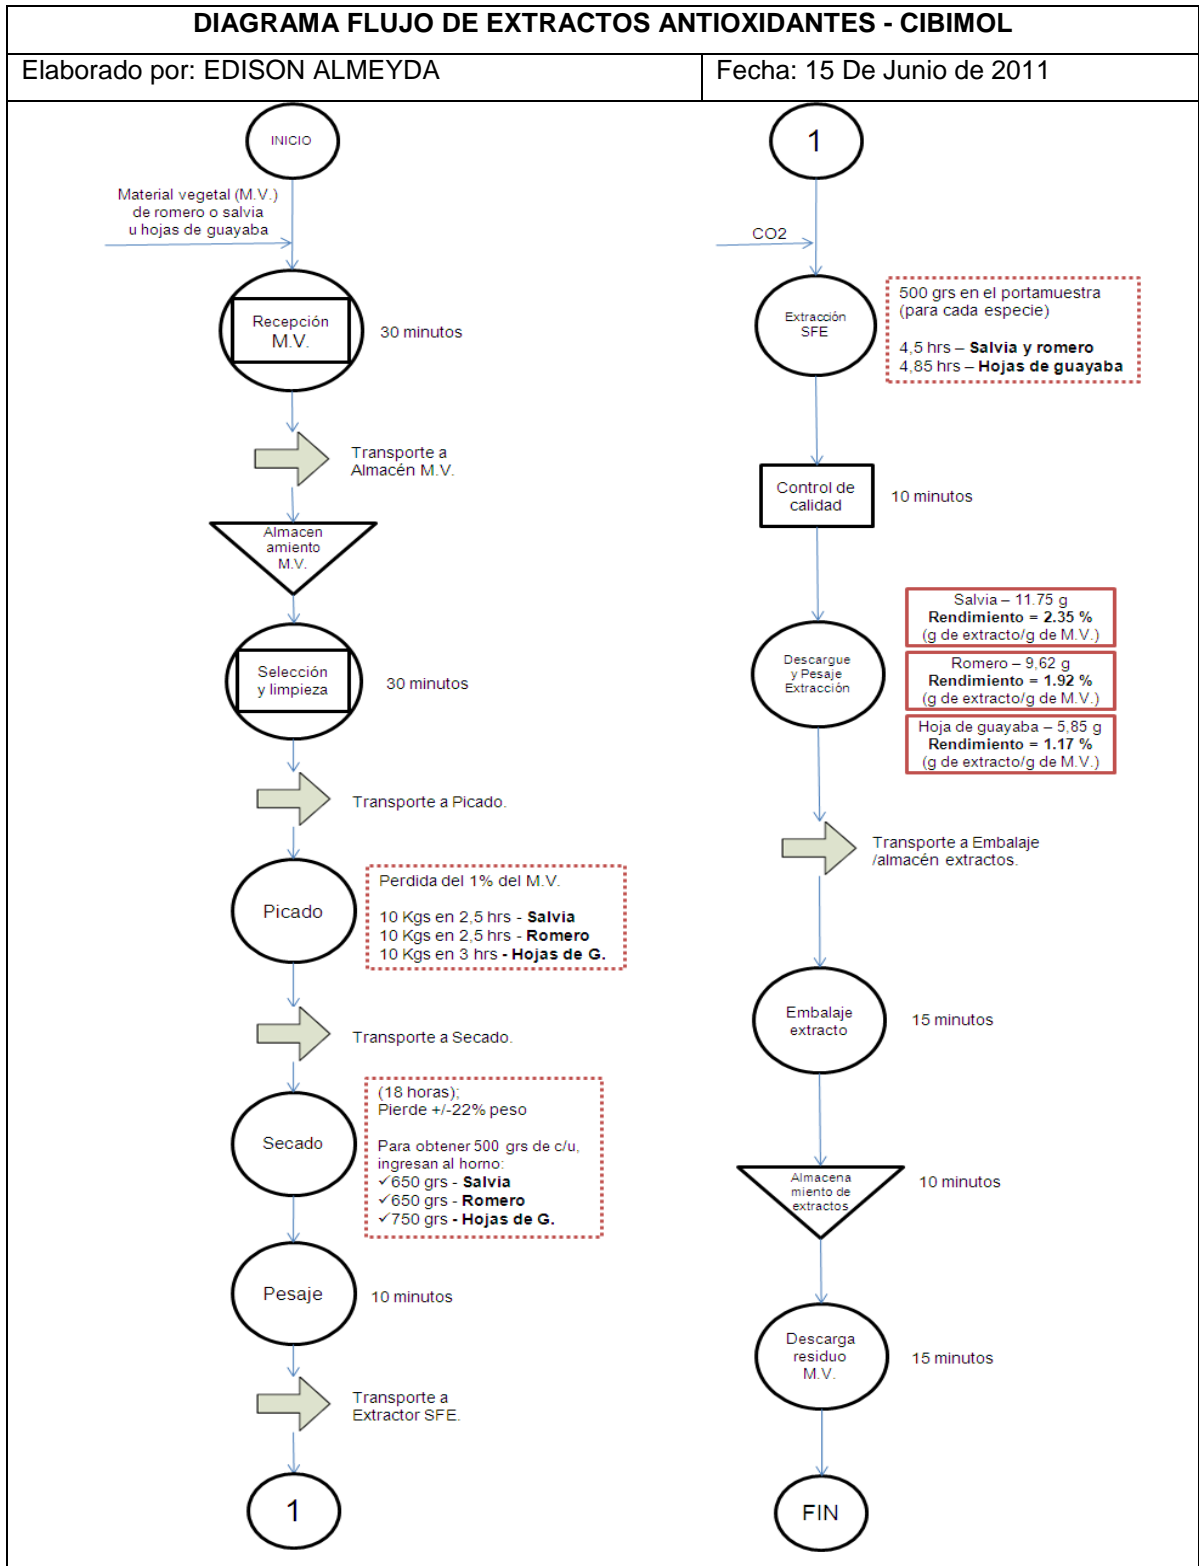 DIAGRAMA FLUJO DE EXTRACTOS ANTIOXIDANTES - CIBIMOL
Elaborado por: EDISON ALMEYDA
Fecha: 15 De Junio de 2011
INICIO
Material vegetal (M.V.)
de romero o salvia
u hojas de guayaba
Recepción
M.V.
30 minutos
Transporte a
Almacén M.V.
Almacen
amiento
M.V.
Selección
y limpieza
30 minutos
Transporte a Picado.
Picado
Perdida del 1% del M.V.
10 Kgs en 2,5 hrs - Salvia
10 Kgs en 2,5 hrs - Romero
10 Kgs en 3 hrs - Hojas de G.
Transporte a Secado.
Secado
(18 horas);
Pierde +/-22% peso
Para obtener 500 grs de c/u,
ingresan al horno:
✓650 grs - Salvia
✓650 grs - Romero
✓750 grs - Hojas de G.
Pesaje
10 minutos
Transporte a
Extractor SFE.
1
1
CO2
Extracción
SFE
500 grs en el portamuestra
(para cada especie)
4,5 hrs – Salvia y romero
4,85 hrs – Hojas de guayaba
Control de
calidad
10 minutos
Descargue
y Pesaje
Extracción
Salvia – 11.75 g
Rendimiento = 2.35 %
(g de extracto/g de M.V.)
Romero – 9,62 g
Rendimiento = 1.92 %
(g de extracto/g de M.V.)
Hoja de guayaba – 5,85 g
Rendimiento = 1.17 %
(g de extracto/g de M.V.)
Transporte a Embalaje
/almacén extractos.
Embalaje
extracto
15 minutos
Almacena
miento de
extractos
10 minutos
Descarga
residuo
M.V.
15 minutos
FIN